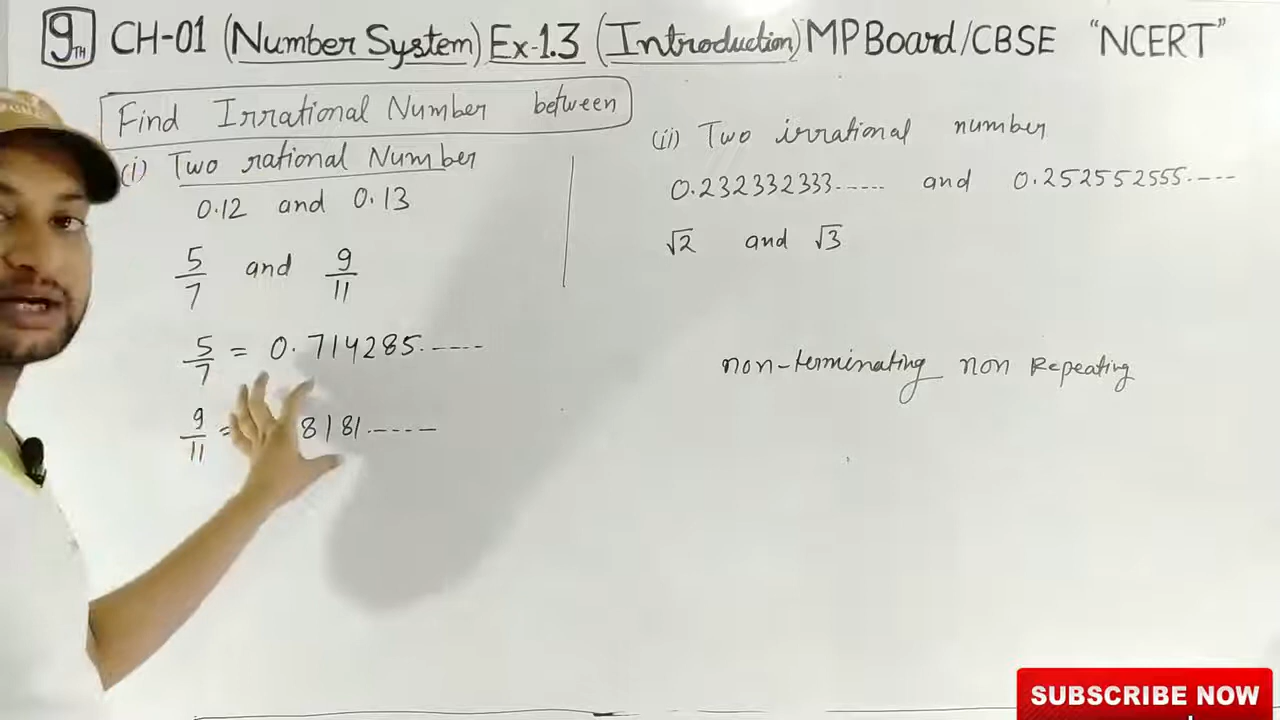 9TH CH-01 (Number System) Ex-1.3 (Introduction) MP Board/CBSE "NCERT"
Find Irrational Number between
(i) Two rational Number
0.12 and 0.13
5/7 and 9/11
5/7 = 0.714285.----
9/11 = 8181.----
(ii) Two irrational number
0.232332333..... and 0.252552555.----
√2 and √3
non-terminating non Repeating
SUBSCRIBE NOW